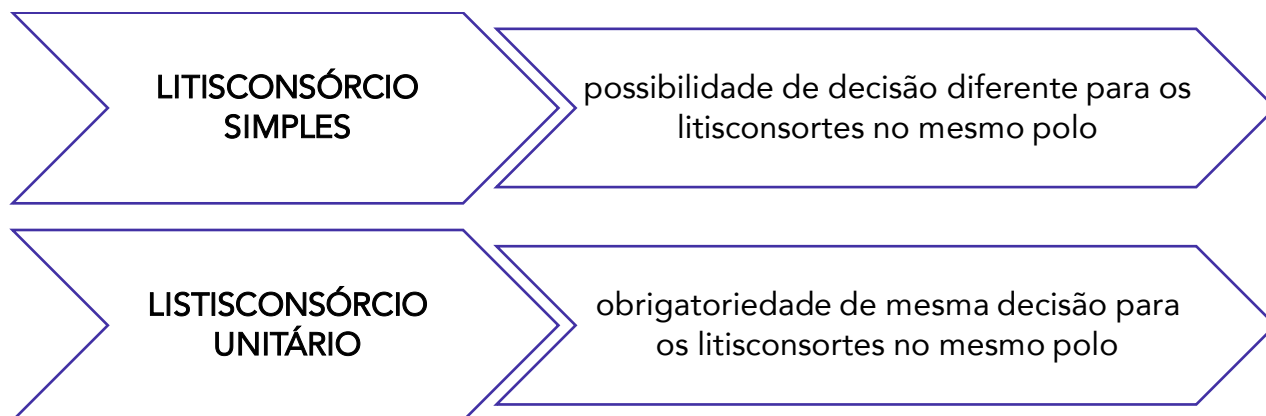 LITISCONSÓRCIO
SIMPLES
possibilidade de decisão diferente para os
litisconsortes no mesmo polo
LISTISCONSÓRCIO
UNITÁRIO
obrigatoriedade de mesma decisão para
os litisconsortes no mesmo polo